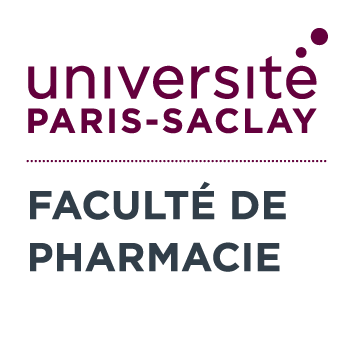 université
PARIS-SACLAY
FACULTÉ DE
PHARMACIE